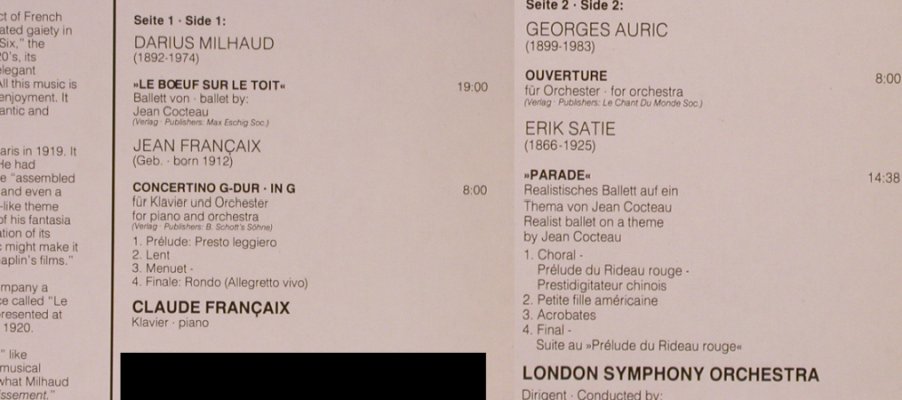 ct of French
ated gaiety in
Six," the
20's, its
elegant
All this music is
enjoyment. It
antic and
aris in 1919. It
He had
e "assembled
and even a
-like theme
of his fantasia
ation of its
c might make it
haplin's films."
ompany a
ce called "Le
presented at
1920.
" like
musical
what Milhaud
issement."
Seite 1 · Side 1:
DARIUS MILHAUD
(1892-1974)
»LE BŒUF SUR LE TOIT« 19:00
Ballett von · ballet by:
Jean Cocteau
(Verlag · Publishers: Max Eschig Soc.)
JEAN FRANÇAIX
(Geb. · born 1912)
CONCERTINO G-DUR · IN G 8:00
für Klavier und Orchester
for piano and orchestra
(Verlag · Publishers: B. Schott's Söhne)
1. Prélude: Presto leggiero
2. Lent
3. Menuet -
4. Finale: Rondo (Allegretto vivo)
CLAUDE FRANÇAIX
Klavier · piano
Seite 2 · Side 2:
GEORGES AURIC
(1899-1983)
OUVERTURE 8:00
für Orchester · for orchestra
(Verlag · Publishers: Le Chant Du Monde Soc.)
ERIK SATIE
(1866-1925)
»PARADE« 14:38
Realistisches Ballett auf ein
Thema von Jean Cocteau
Realist ballet on a theme
by Jean Cocteau
1. Choral -
Prélude du Rideau rouge -
Prestidigitateur chinois
2. Petite fille américaine
3. Acrobates
4. Final -
Suite au »Prélude du Rideau rouge«
LONDON SYMPHONY ORCHESTRA
Dirigent · Conducted by: